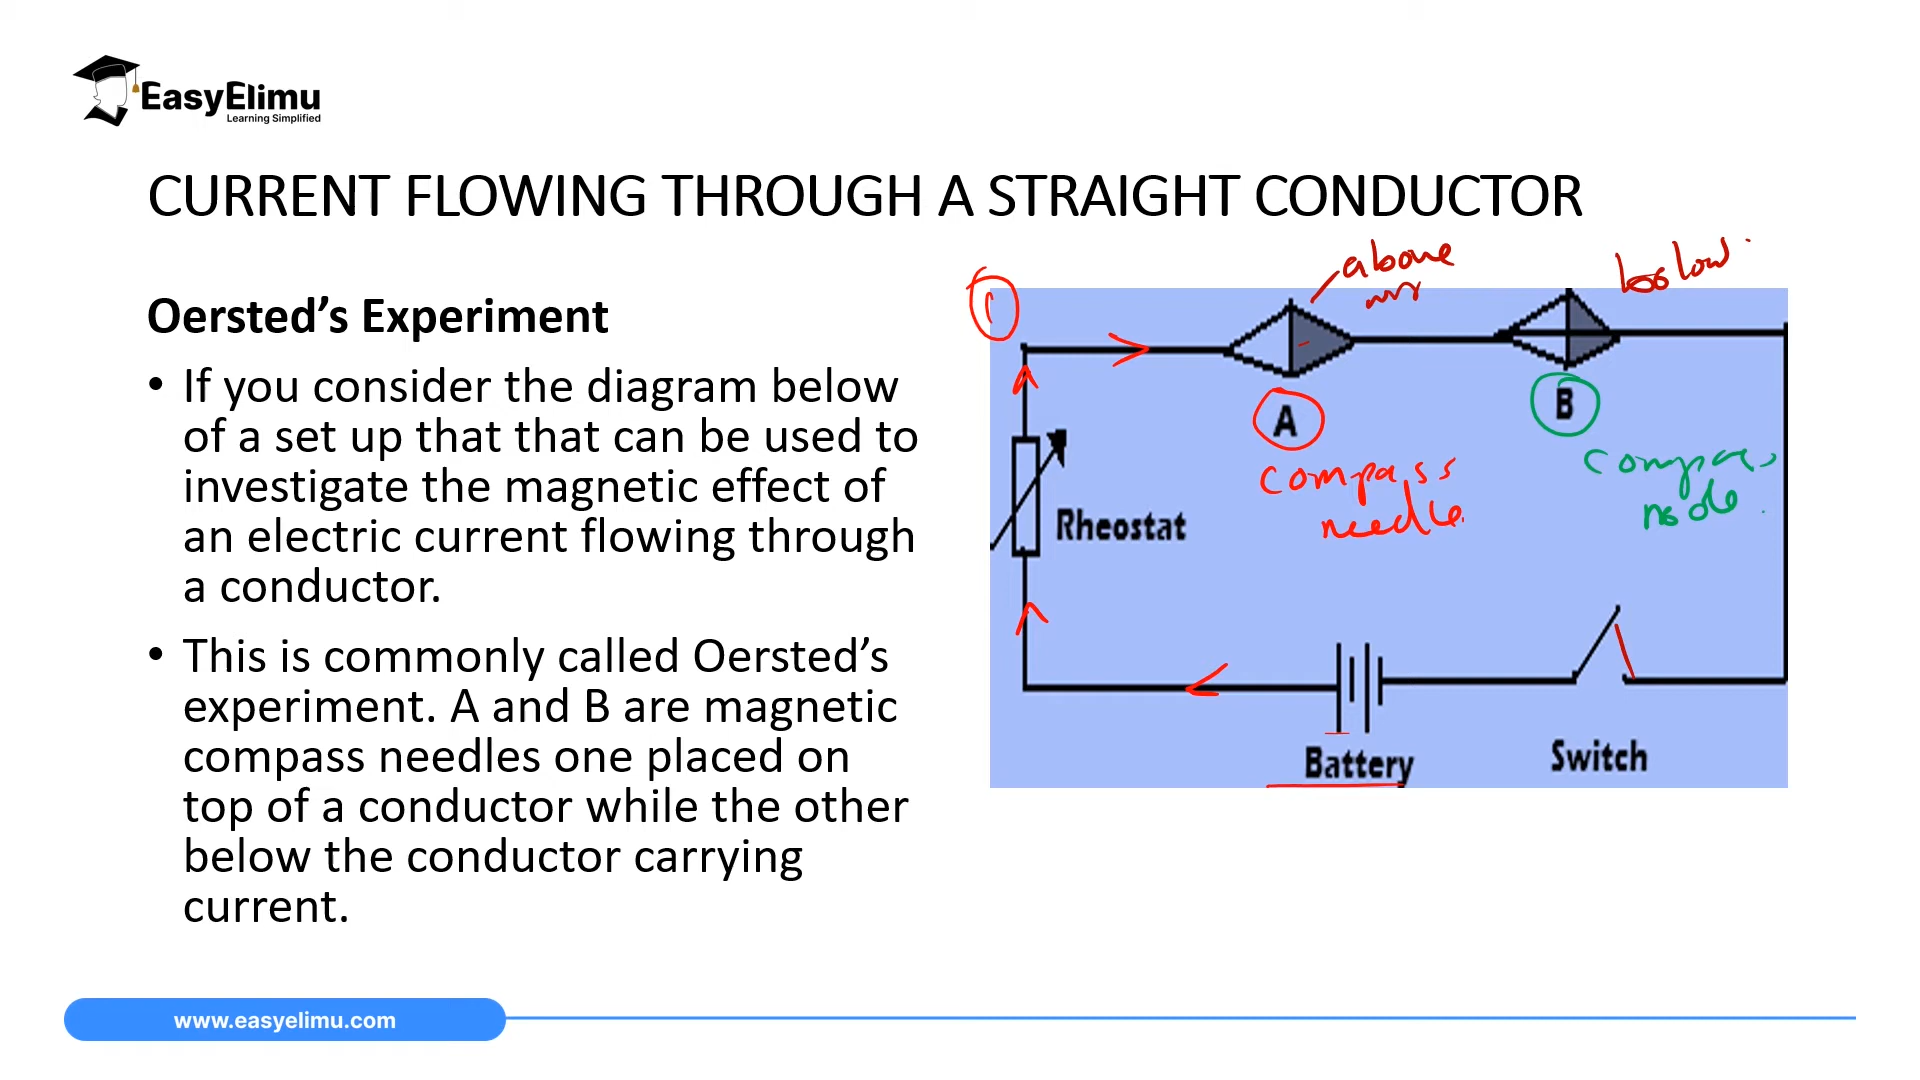 EasyElimu
Learning Simplified
CURRENT FLOWING THROUGH A STRAIGHT CONDUCTOR
Oersted’s Experiment
• If you consider the diagram below
of a set up that that can be used to
investigate the magnetic effect of
an electric current flowing through
a conductor.
• This is commonly called Oersted’s
experiment. A and B are magnetic
compass needles one placed on
top of a conductor while the other
below the conductor carrying
current.
above
below
A
B
compass
needle
Rheostat
Battery
Switch
www.easyelimu.com